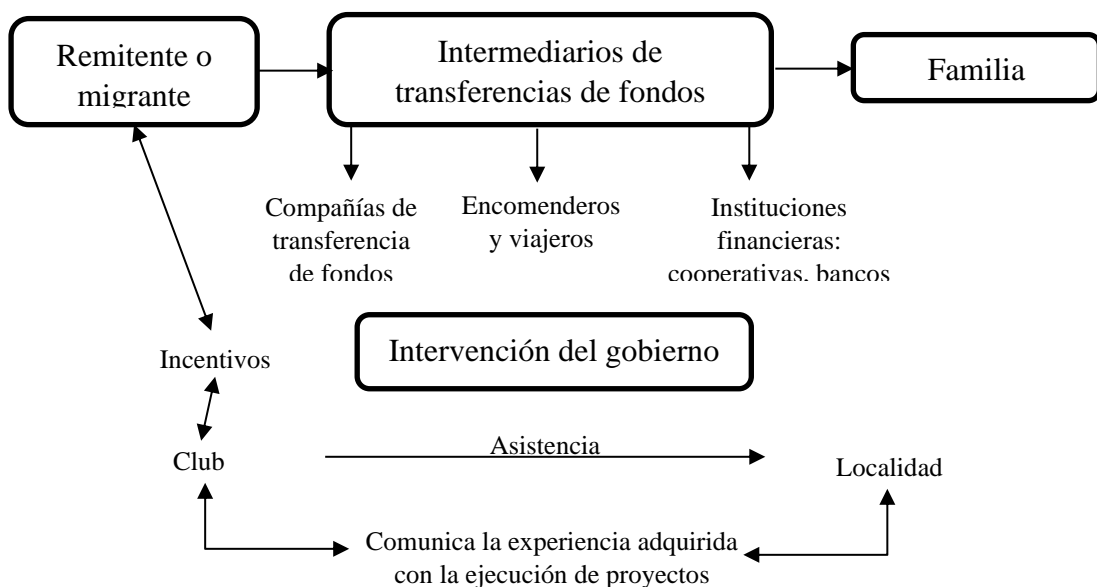 Remitente o
migrante
Intermediarios de
transferencias de fondos
Familia
Compañías de
transferencia
de fondos
Encomenderos
y viajeros
Instituciones
financieras:
cooperativas, bancos
Incentivos
Intervención del gobierno
Club
Asistencia
Localidad
Comunica la experiencia adquirida
con la ejecución de proyectos